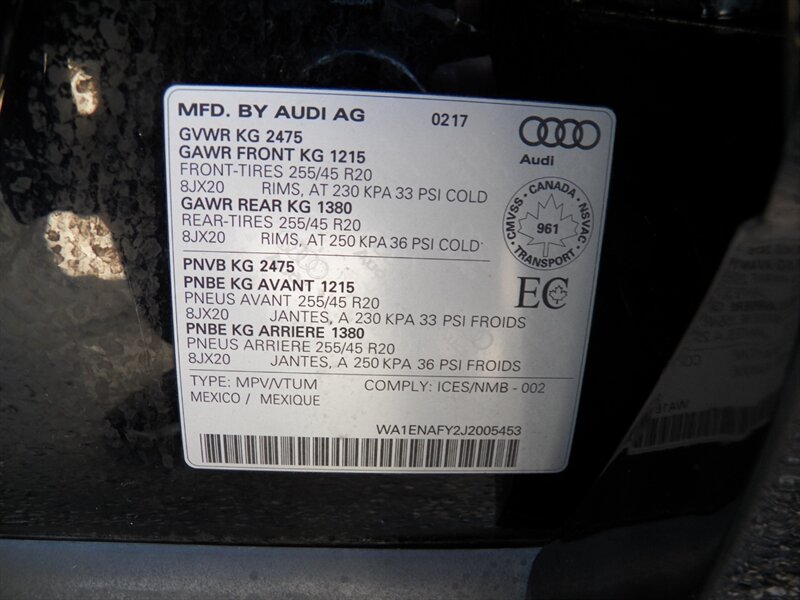 MFD. BY AUDI AG 0217
GVWR KG 2475
GAWR FRONT KG 1215
FRONT-TIRES 255/45 R20
8JX20 RIMS, AT 230 KPA 33 PSI COLD
GAWR REAR KG 1380
REAR-TIRES 255/45 R20
8JX20 RIMS, AT 250 KPA 36 PSI COLD
Audi
CMVSS - CANADA - NSVAC
961
TRANSPORT
EC
PNVB KG 2475
PNBE KG AVANT 1215
PNEUS AVANT 255/45 R20
8JX20 JANTES, A 230 KPA 33 PSI FROIDS
PNBE KG ARRIERE 1380
PNEUS ARRIERE 255/45 R20
8JX20 JANTES, A 250 KPA 36 PSI FROIDS
TYPE: MPV/VTUM COMPLY: ICES/NMB - 002
MEXICO / MEXIQUE
WA1ENAFY2J2005453